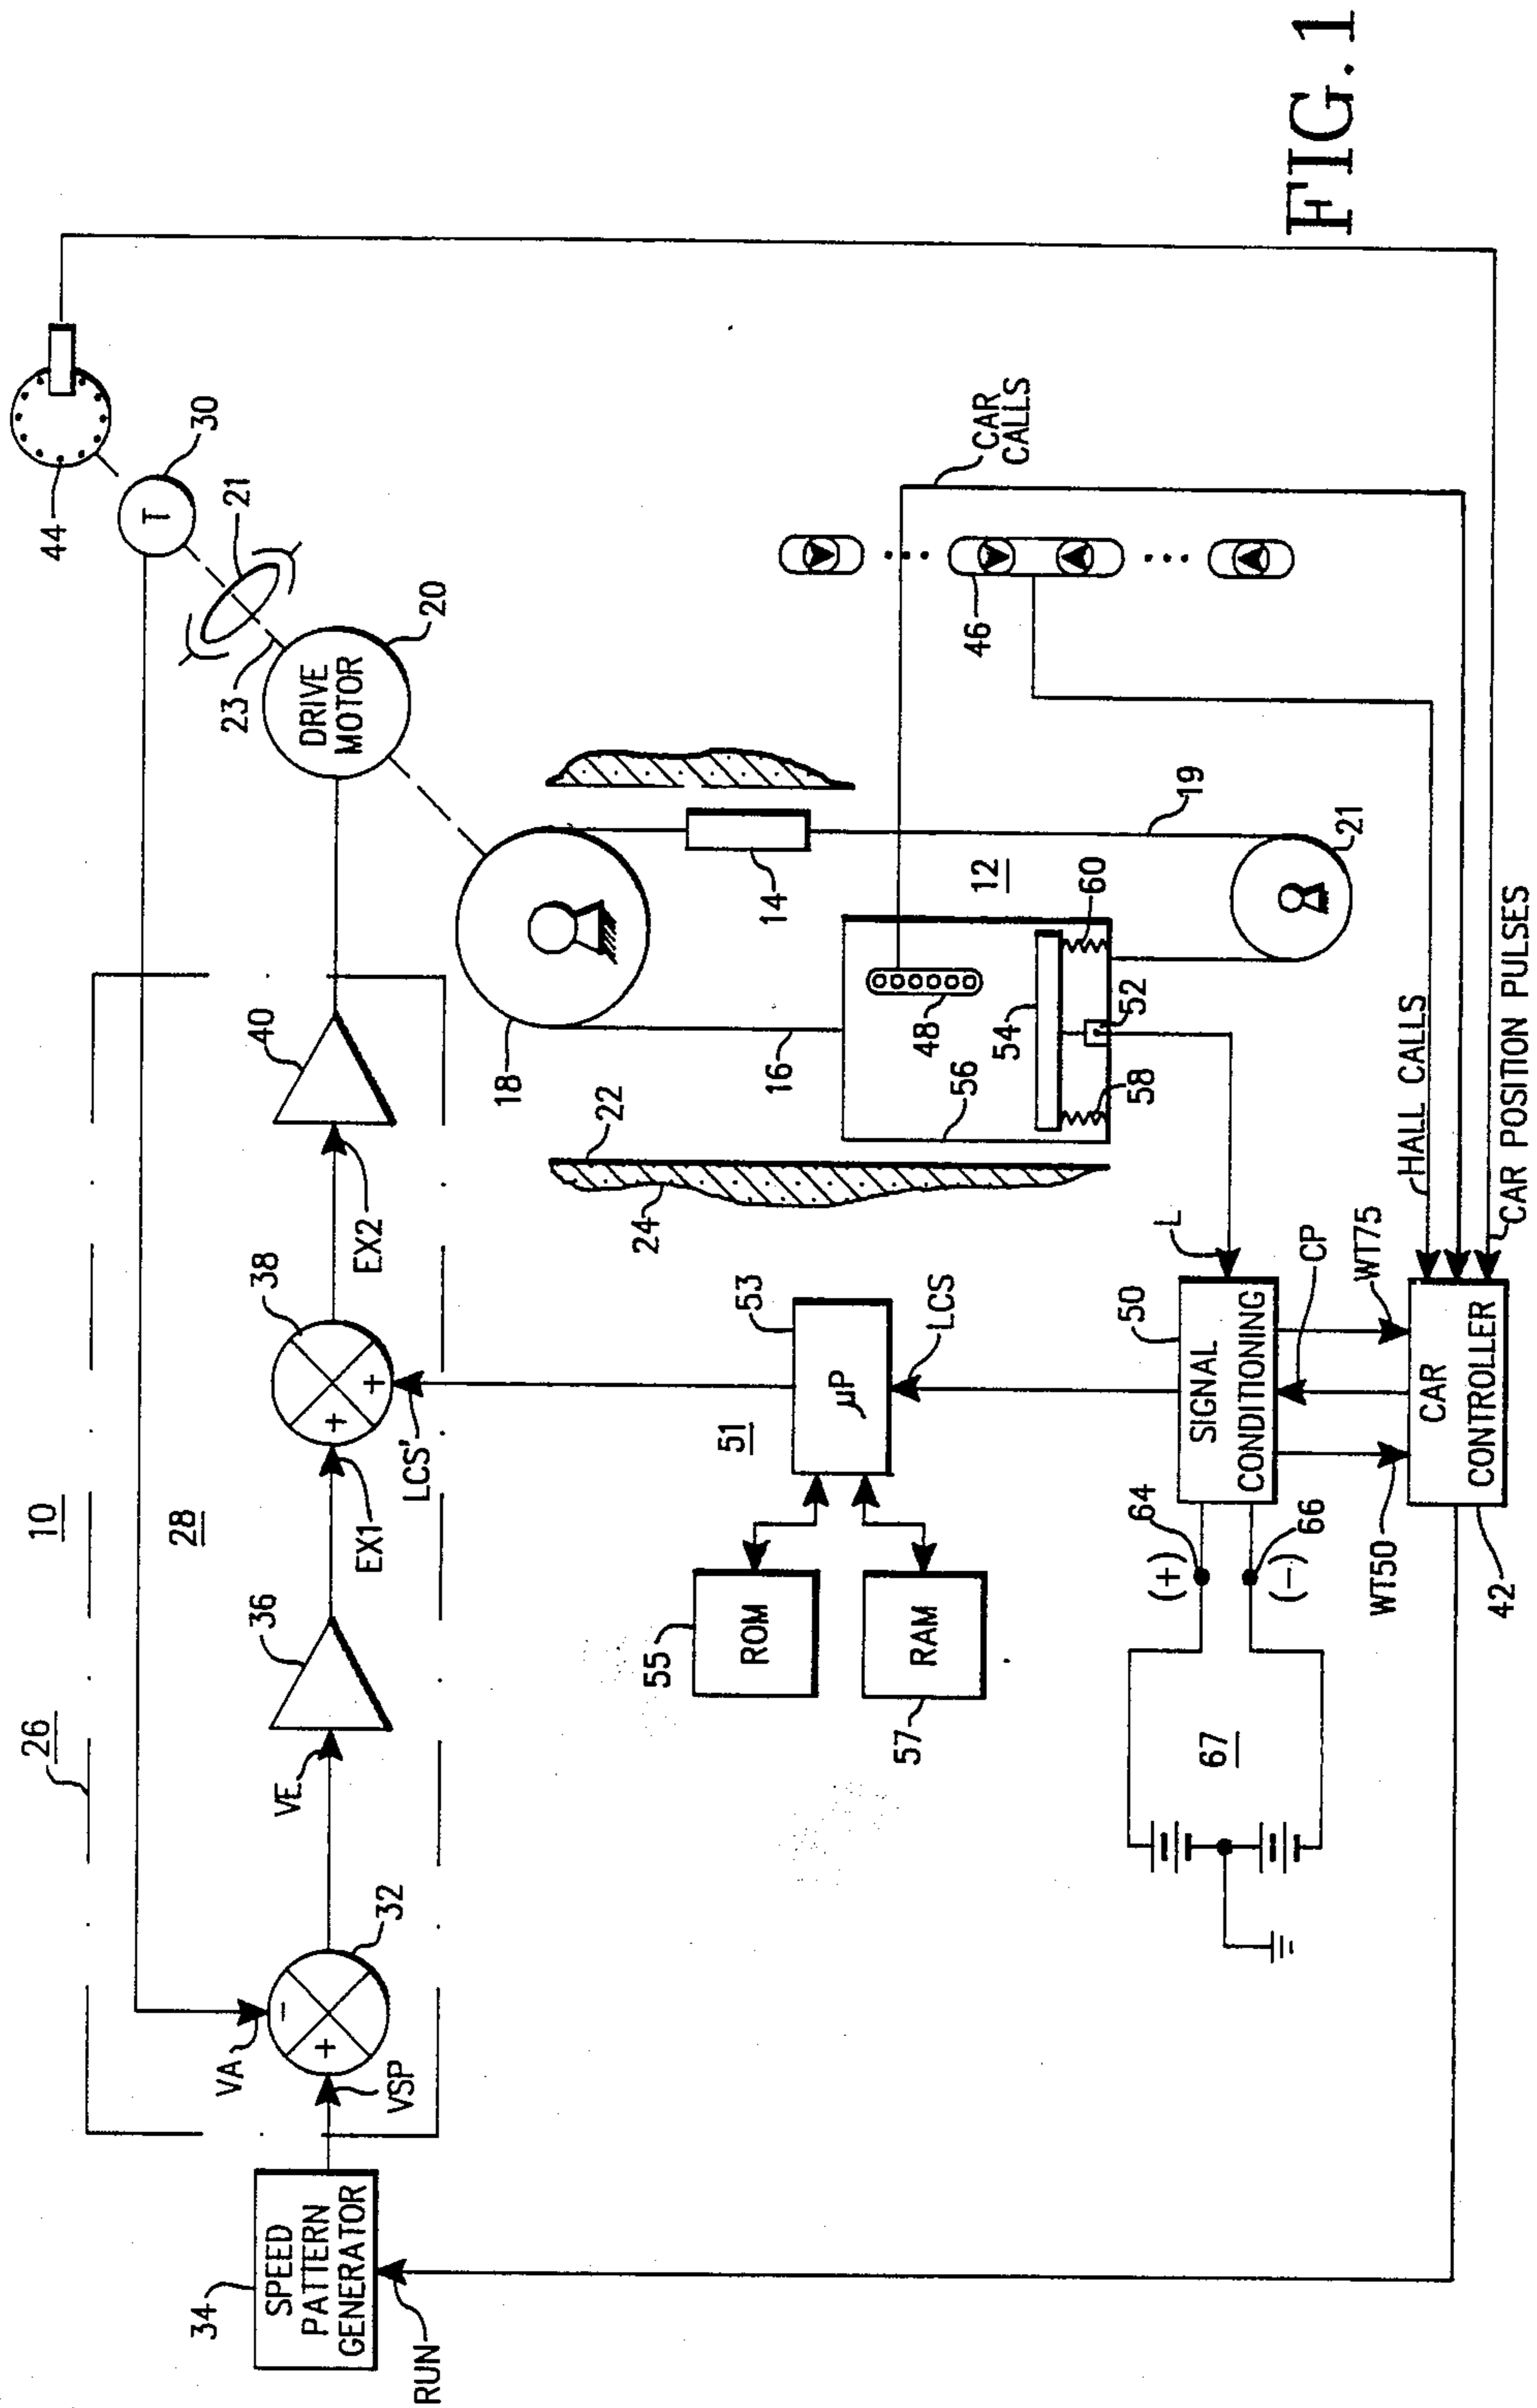 10
26
28
34
SPEED
PATTERN
GENERATOR
RUN
VA
-
+
VSP
32
VE
36
EX1
38
+
+
LCS'
EX2
40
DRIVE
MOTOR
20
23
21
T
30
44
18
16
14
22
24
12
19
21
56
48
54
52
58
60
CAR
CALLS
46
HALL CALLS
CAR POSITION PULSES
51
53
µP
LCS
55
ROM
57
RAM
L
50
SIGNAL
CONDITIONING
64
(+)
66
(-)
67
WT50
CP
WT75
CAR
CONTROLLER
42
FIG. 1